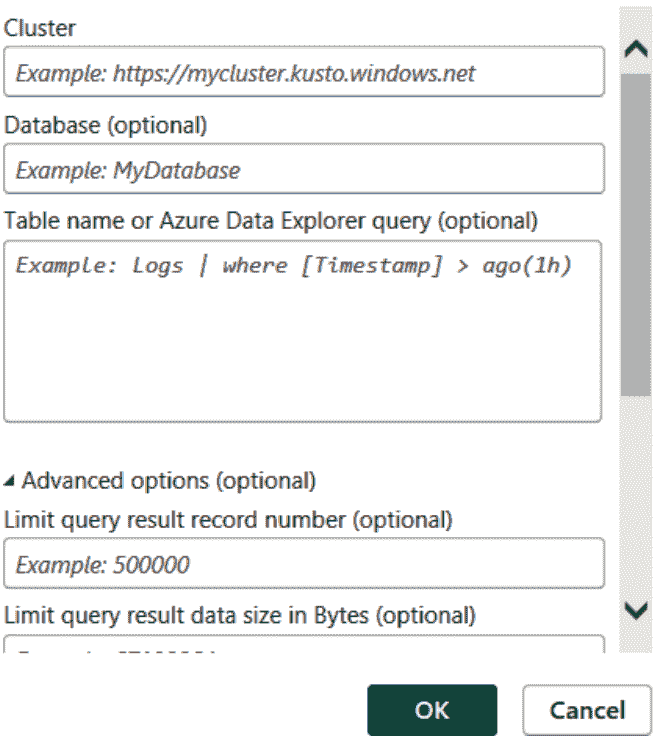 Cluster
Example: https://mycluster.kusto.windows.net
Database (optional)
Example: MyDatabase
Table name or Azure Data Explorer query (optional)
Example: Logs | where [Timestamp] > ago(1h)
Advanced options (optional)
Limit query result record number (optional)
Example: 500000
Limit query result data size in Bytes (optional)
OK Cancel